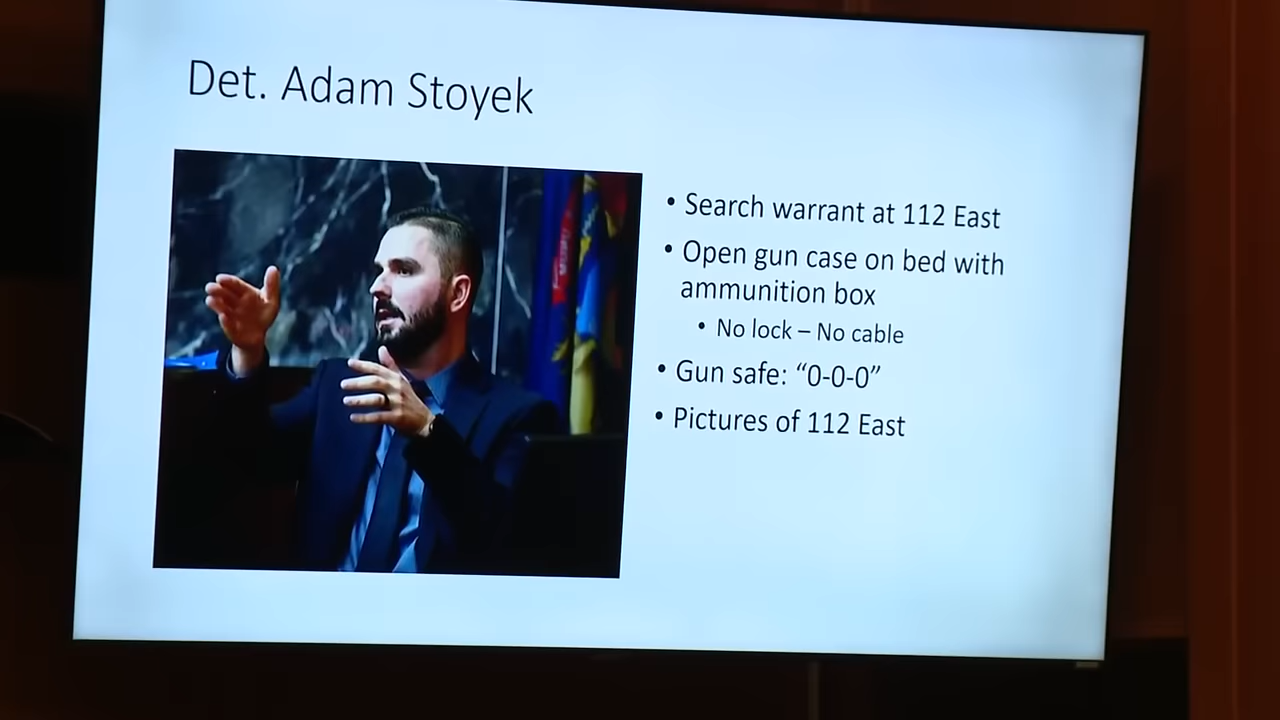 Det. Adam Stoyek
• Search warrant at 112 East
• Open gun case on bed with
ammunition box
• No lock – No cable
• Gun safe: “0-0-0”
• Pictures of 112 East